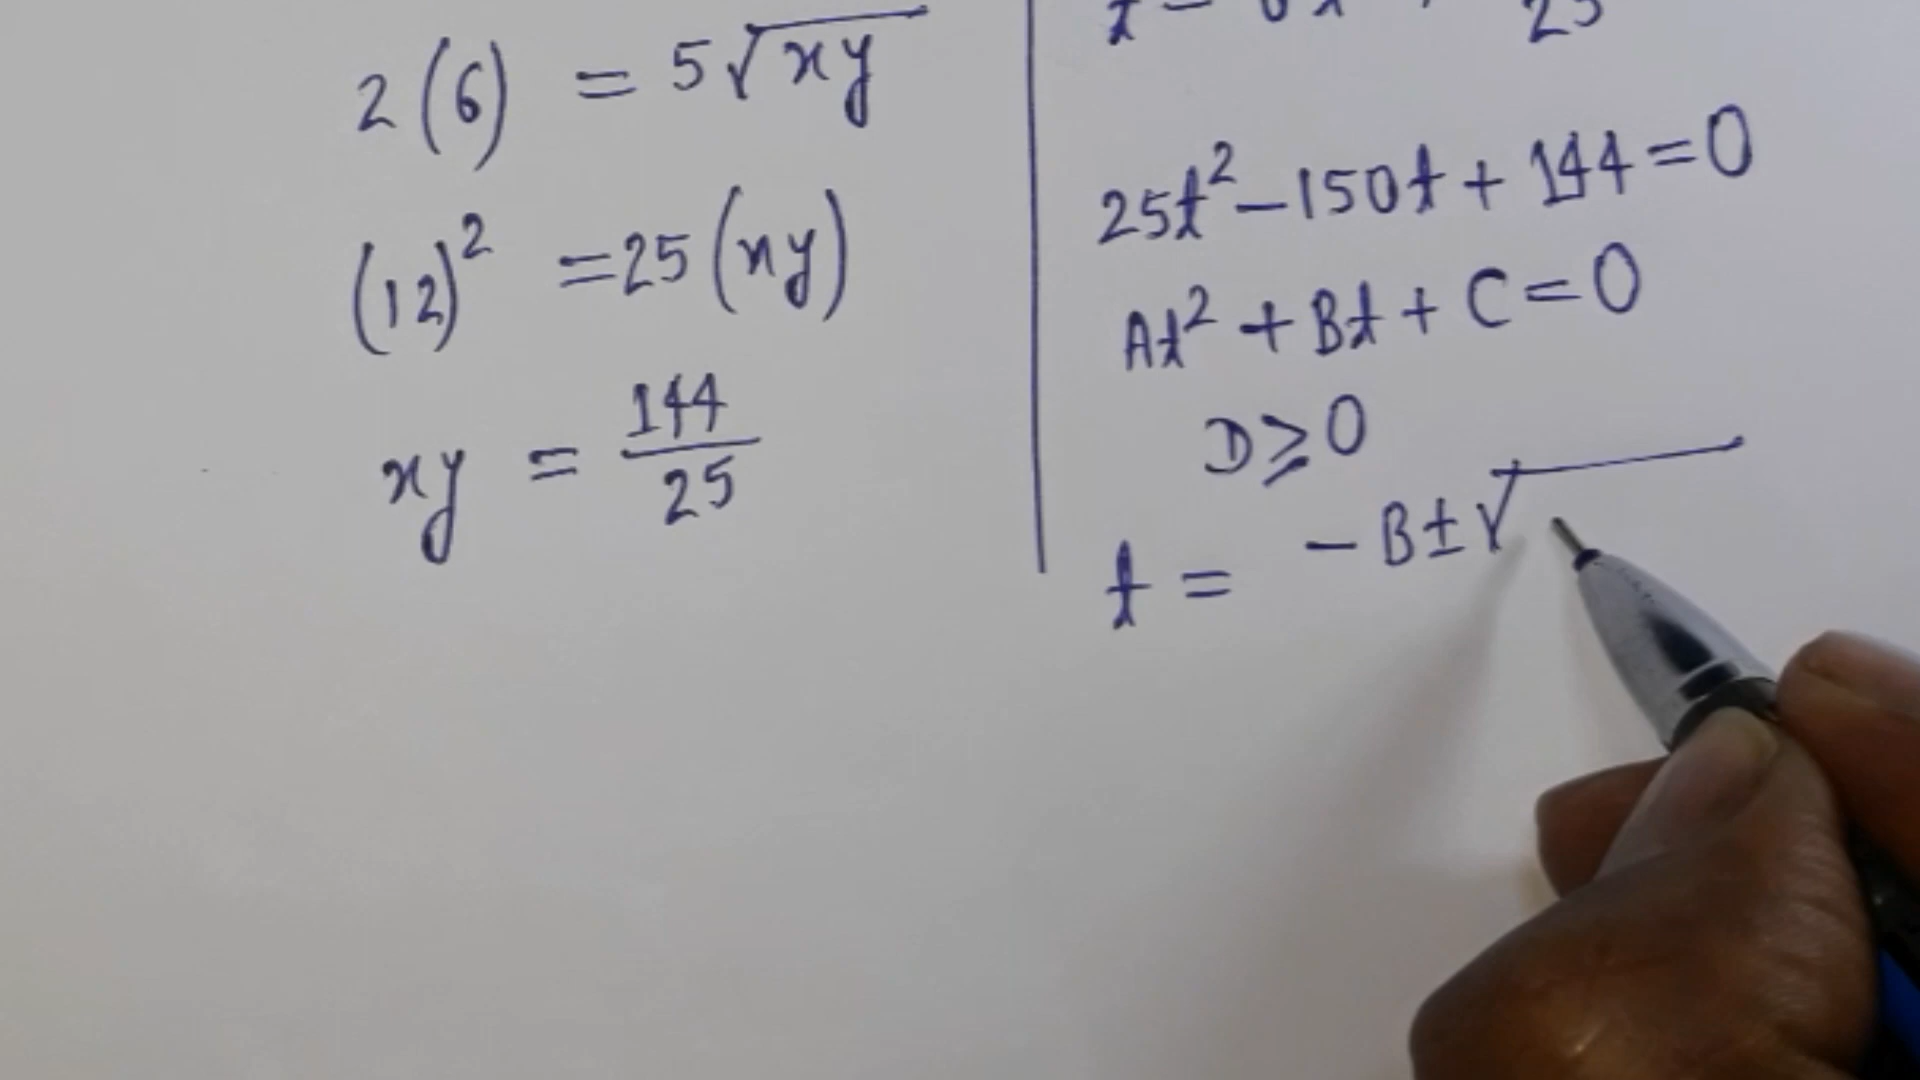 2(6) = 5√xy
(12)² = 25(xy)
xy = 144/25
25t² - 150t + 144 = 0
At² + Bt + C = 0
D ≥ 0
t = -B ± √